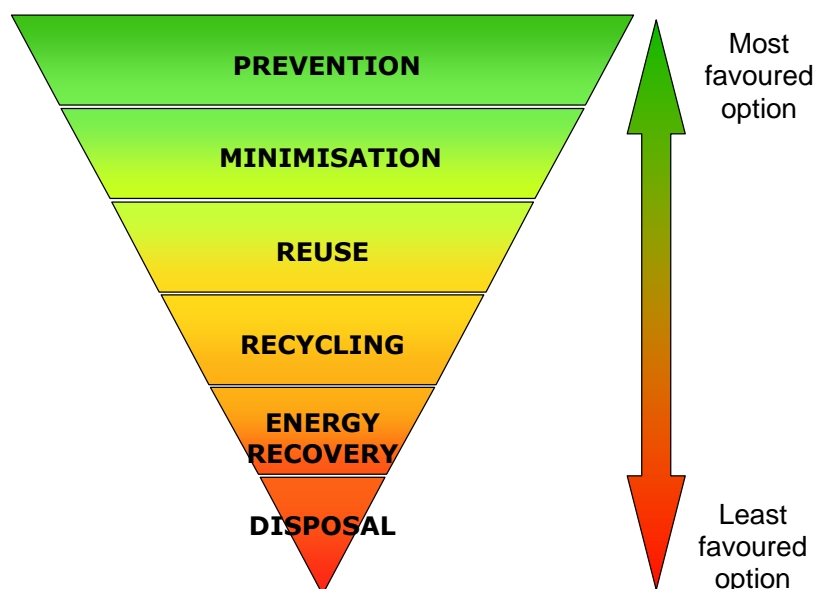 PREVENTION
Most
favoured
option
MINIMISATION
REUSE
RECYCLING
ENERGY
RECOVERY
DISPOSAL
Least
favoured
option